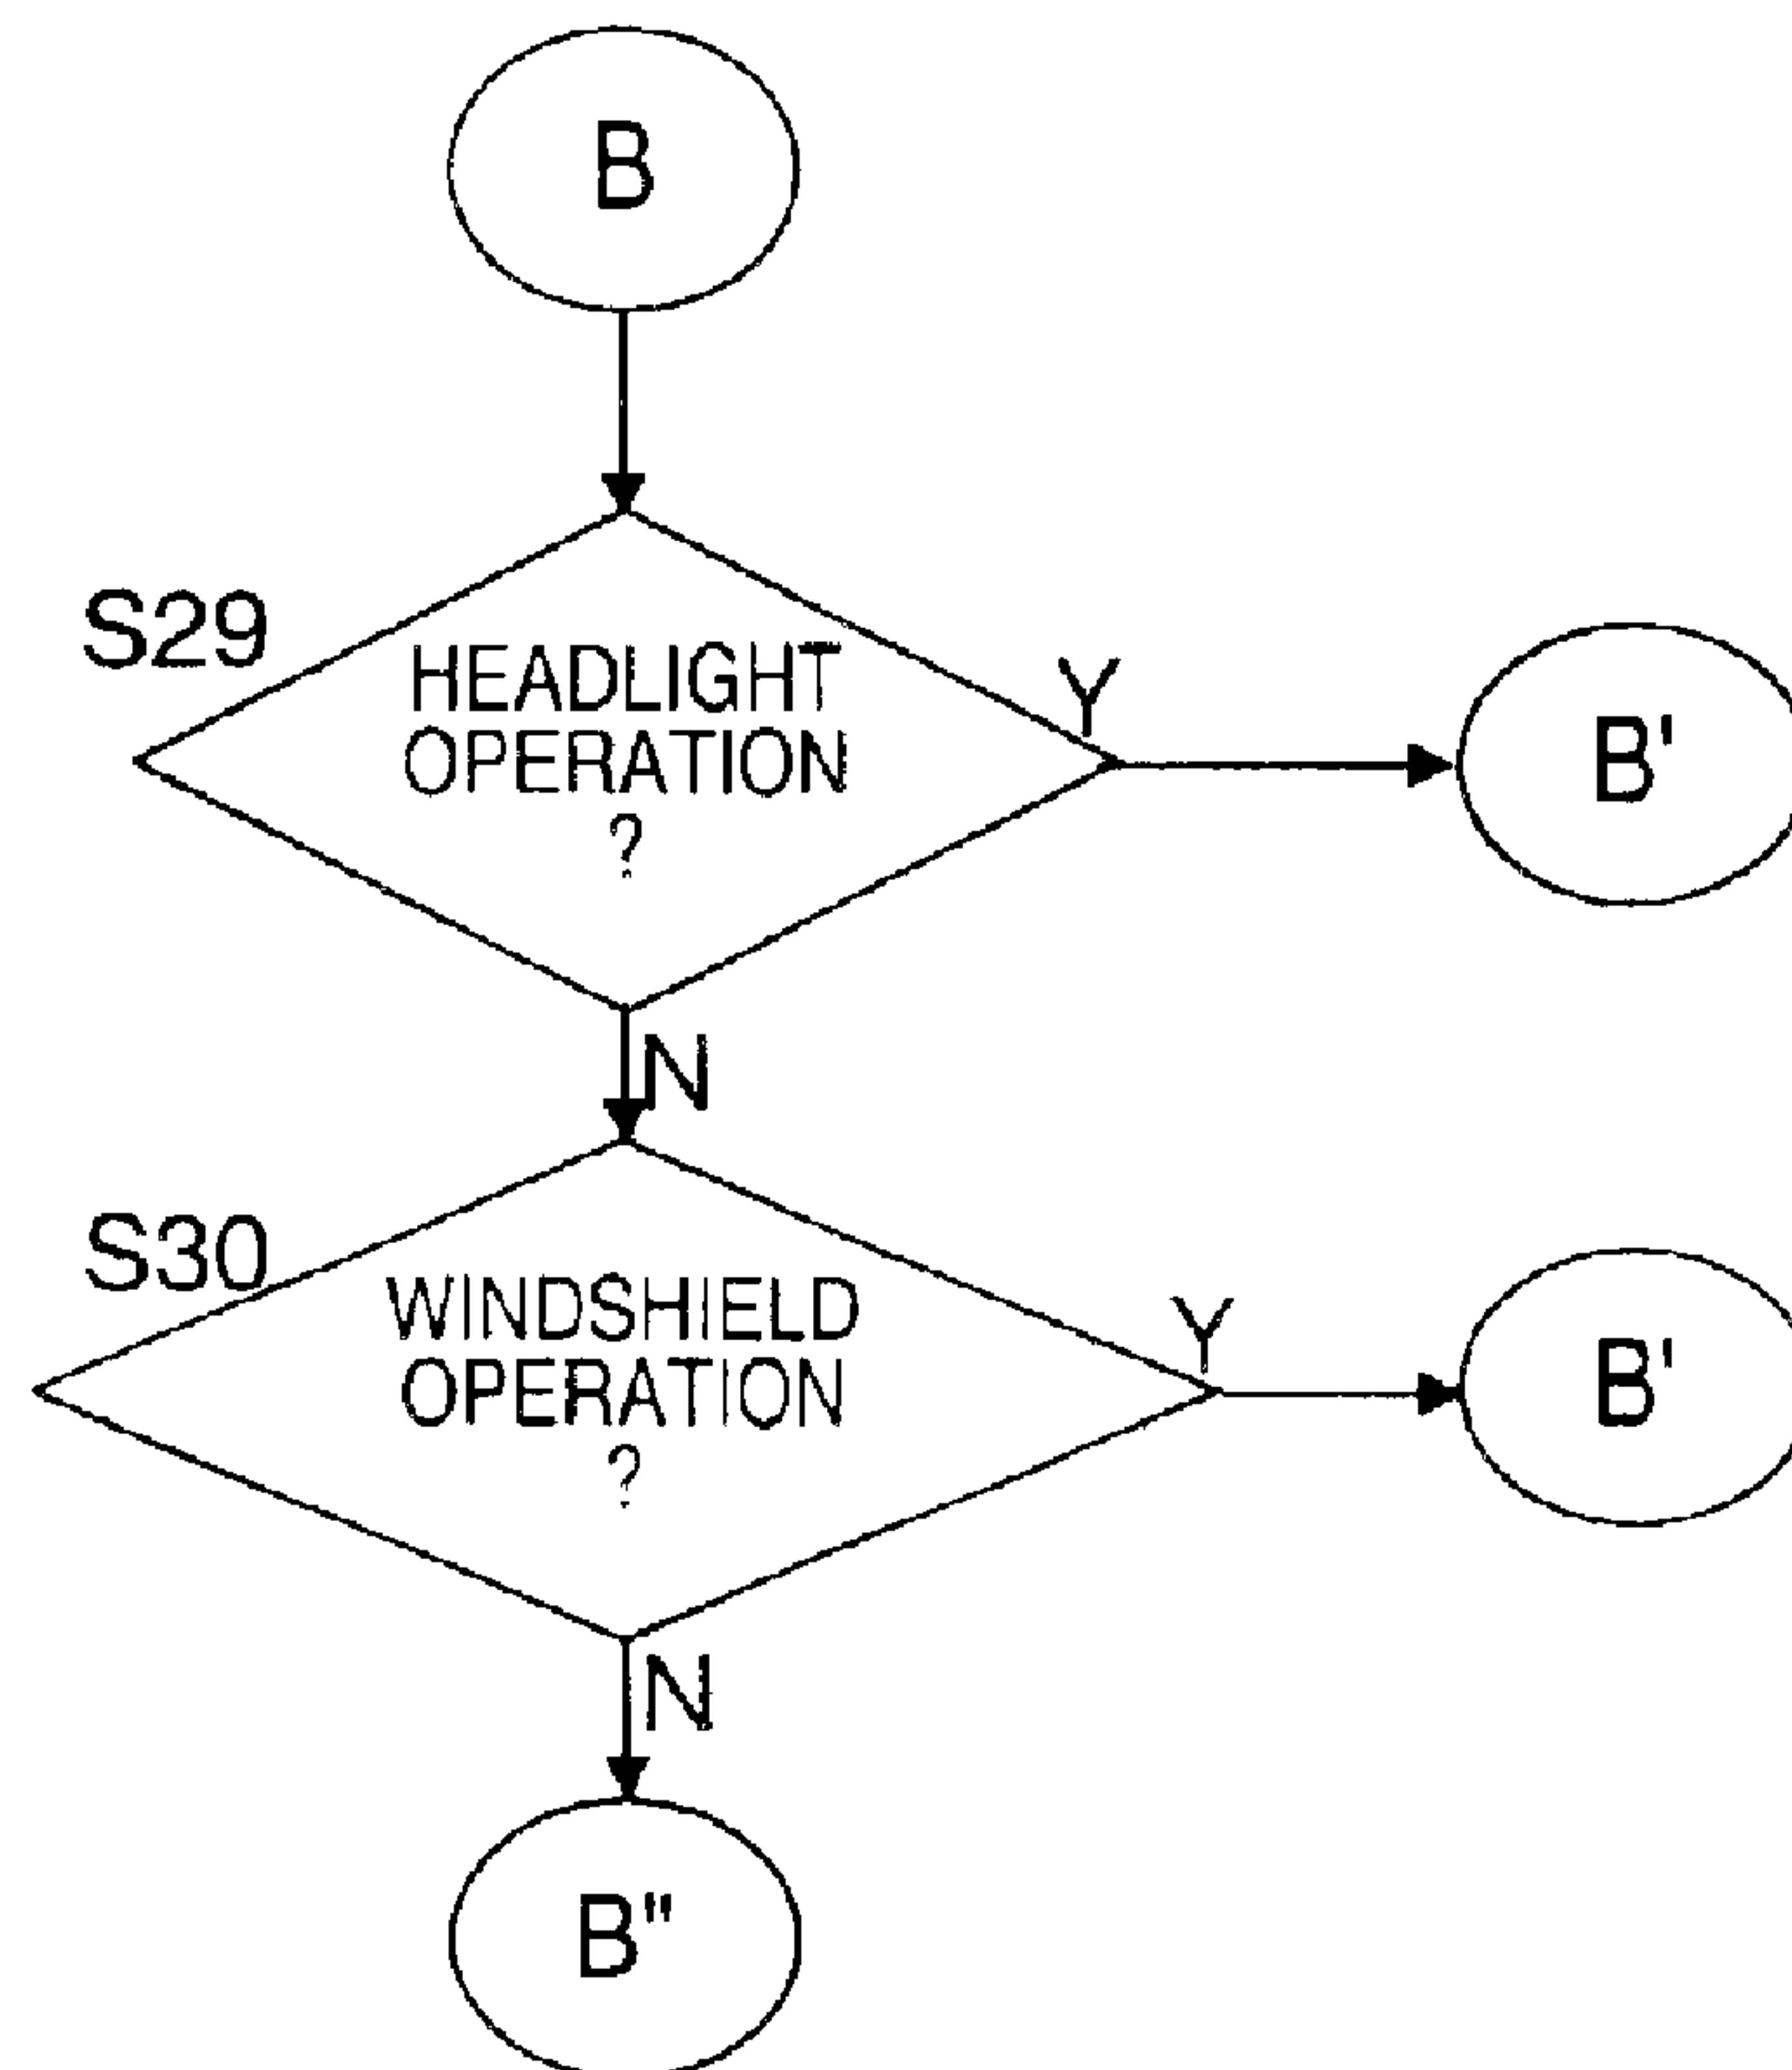 B
S29
HEADLIGHT
OPERATION
?
Y
B'
N
S30
WINDSHIELD
OPERATION
?
Y
B'
N
B"